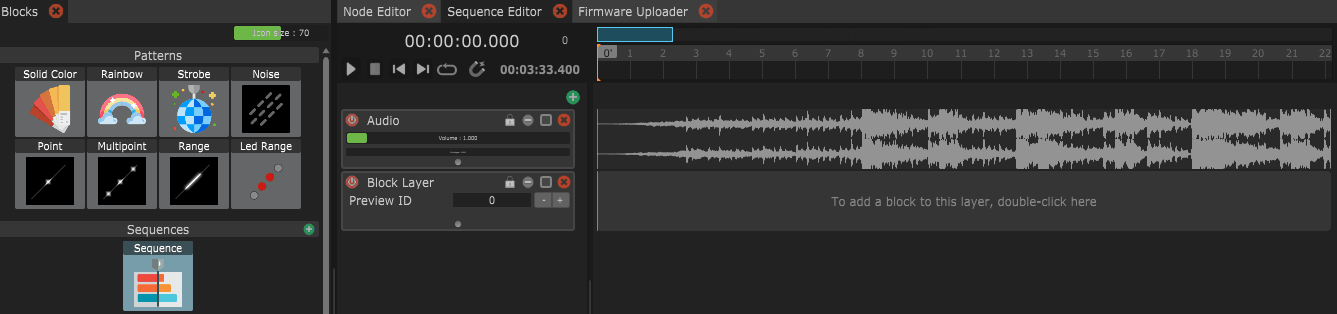 Blocks
Icon size : 70
Patterns
Solid Color Rainbow Strobe Noise
Point Multipoint Range Led Range
Sequences
Sequence
Node Editor Sequence Editor Firmware Uploader
00:00:00.000 0
00:03:33.400
0' 1 2 3 4 5 6 7 8 9 10 11 12 13 14 15 16 17 18 19 20 21 22
Audio
Volume : 1.000
Block Layer
Preview ID 0 - +
To add a block to this layer, double-click here